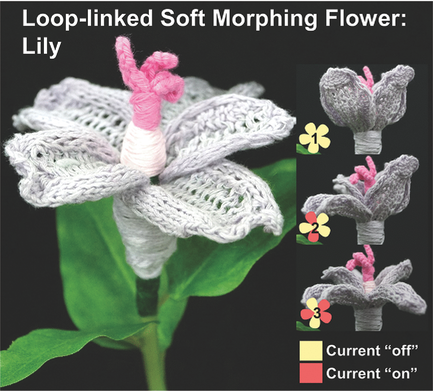 Loop-linked Soft Morphing Flower:
Lily
1
2
3
Current “off”
Current “on”